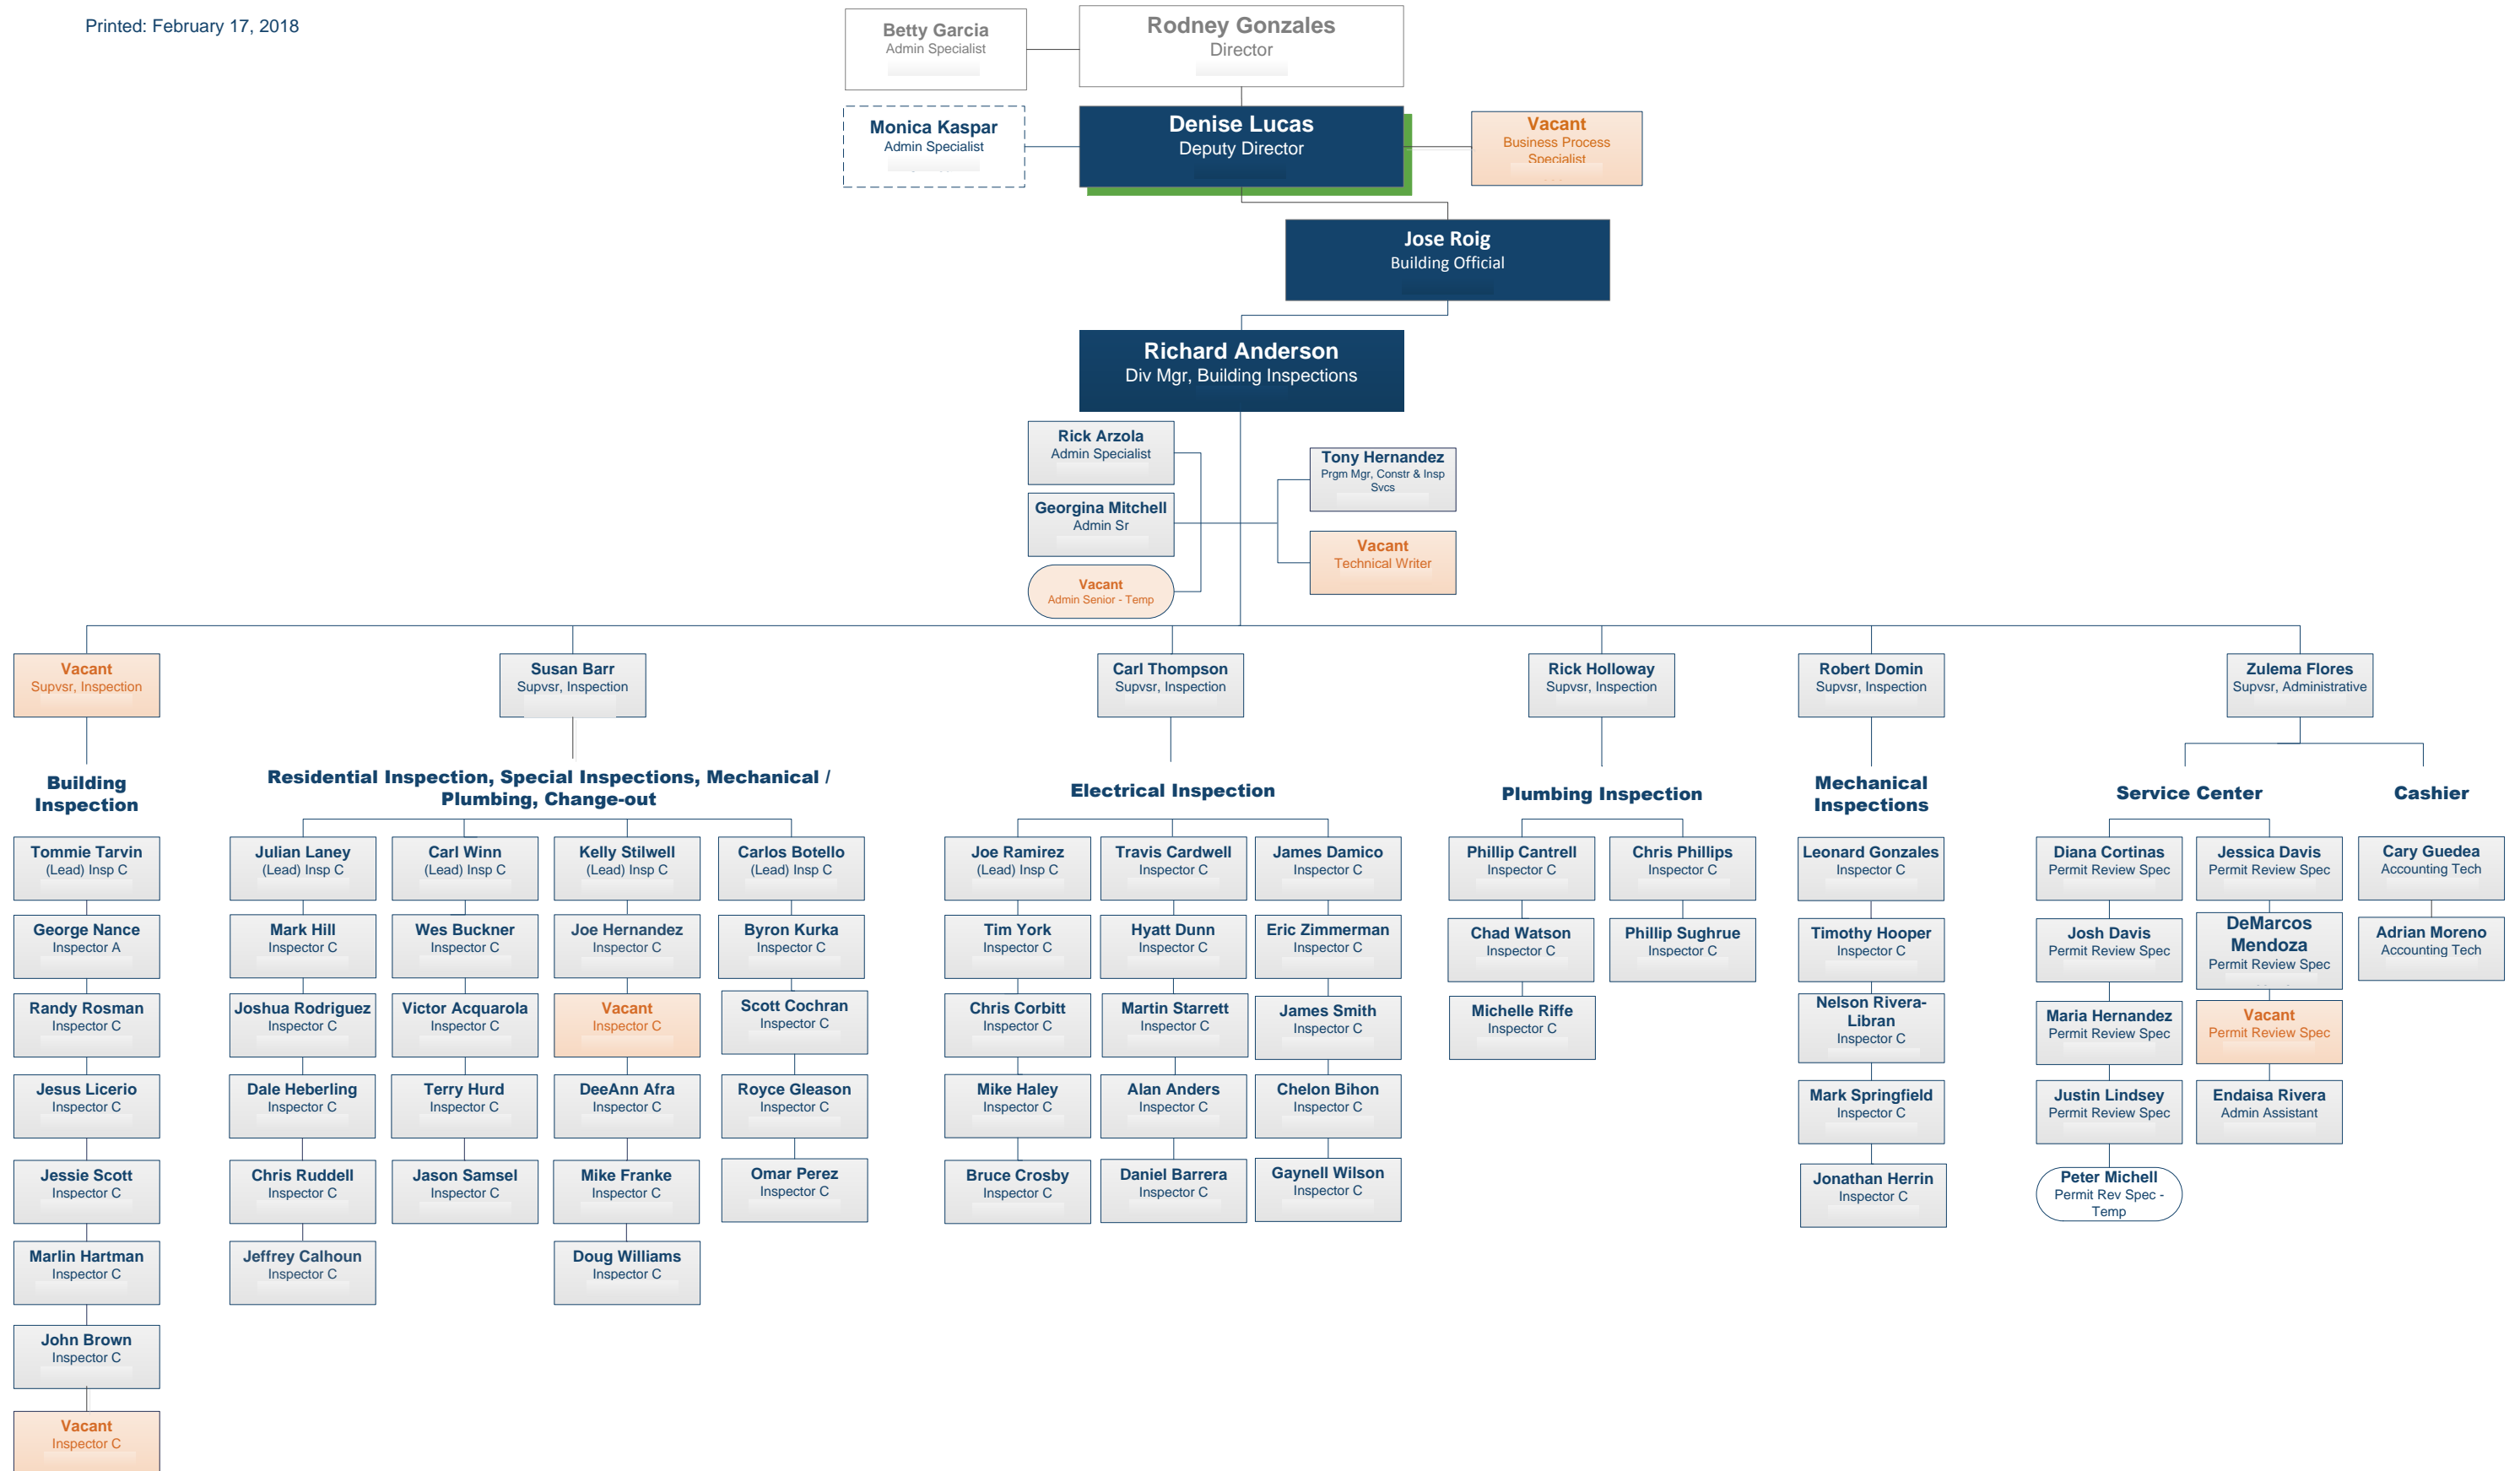 Printed: February 17, 2018
Betty Garcia
Admin Specialist
Rodney Gonzales
Director
Monica Kaspar
Admin Specialist
Denise Lucas
Deputy Director
Vacant
Business Process
Specialist
Jose Roig
Building Official
Richard Anderson
Div Mgr, Building Inspections
Rick Arzola
Admin Specialist
Georgina Mitchell
Admin Sr
Vacant
Admin Senior - Temp
Tony Hernandez
Prgm Mgr, Constr & Insp
Svcs
Vacant
Technical Writer
Vacant
Supvsr, Inspection
Susan Barr
Supvsr, Inspection
Carl Thompson
Supvsr, Inspection
Rick Holloway
Supvsr, Inspection
Robert Domin
Supvsr, Inspection
Zulema Flores
Supvsr, Administrative
Building
Inspection
Tommie Tarvin
(Lead) Insp C
George Nance
Inspector A
Randy Rosman
Inspector C
Jesus Licerio
Inspector C
Jessie Scott
Inspector C
Marlin Hartman
Inspector C
John Brown
Inspector C
Vacant
Inspector C
Residential Inspection, Special Inspections, Mechanical /
Plumbing, Change-out
Julian Laney
(Lead) Insp C
Mark Hill
Inspector C
Joshua Rodriguez
Inspector C
Dale Heberling
Inspector C
Chris Ruddell
Inspector C
Jeffrey Calhoun
Inspector C
Carl Winn
(Lead) Insp C
Wes Buckner
Inspector C
Victor Acquarola
Inspector C
Terry Hurd
Inspector C
Jason Samsel
Inspector C
Kelly Stilwell
(Lead) Insp C
Joe Hernandez
Inspector C
Vacant
Inspector C
DeeAnn Afra
Inspector C
Mike Franke
Inspector C
Doug Williams
Inspector C
Carlos Botello
(Lead) Insp C
Byron Kurka
Inspector C
Scott Cochran
Inspector C
Royce Gleason
Inspector C
Omar Perez
Inspector C
Electrical Inspection
Joe Ramirez
(Lead) Insp C
Tim York
Inspector C
Chris Corbitt
Inspector C
Mike Haley
Inspector C
Bruce Crosby
Inspector C
Travis Cardwell
Inspector C
Hyatt Dunn
Inspector C
Martin Starrett
Inspector C
Alan Anders
Inspector C
Daniel Barrera
Inspector C
James Damico
Inspector C
Eric Zimmerman
Inspector C
James Smith
Inspector C
Chelon Bihon
Inspector C
Gaynell Wilson
Inspector C
Plumbing Inspection
Phillip Cantrell
Inspector C
Chad Watson
Inspector C
Michelle Riffe
Inspector C
Chris Phillips
Inspector C
Phillip Sughrue
Inspector C
Mechanical
Inspections
Leonard Gonzales
Inspector C
Timothy Hooper
Inspector C
Nelson Rivera-
Libran
Inspector C
Mark Springfield
Inspector C
Jonathan Herrin
Inspector C
Service Center
Diana Cortinas
Permit Review Spec
Josh Davis
Permit Review Spec
Maria Hernandez
Permit Review Spec
Justin Lindsey
Permit Review Spec
Peter Michell
Permit Rev Spec -
Temp
Jessica Davis
Permit Review Spec
DeMarcos
Mendoza
Permit Review Spec
Vacant
Permit Review Spec
Endaisa Rivera
Admin Assistant
Cashier
Cary Guedea
Accounting Tech
Adrian Moreno
Accounting Tech